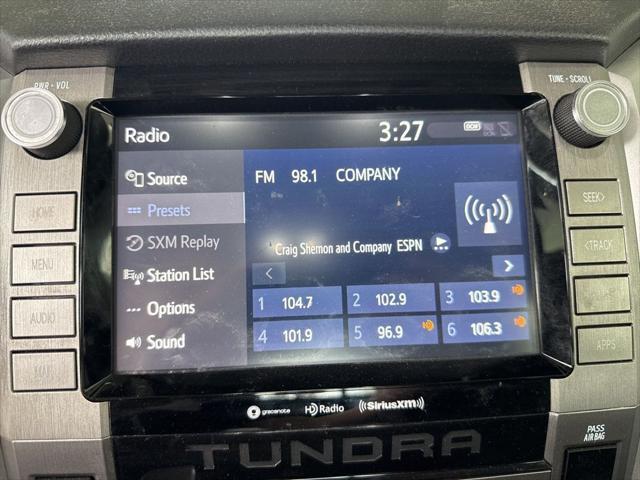 PWR • VOL
TUNE • SCROLL
Radio
3:27
DCM
Source
FM 98.1 COMPANY
Presets
SXM Replay
Craig Shemon and Company ESPN
Station List
1 104.7
2 102.9
3 103.9
Options
4 101.9
5 96.9
6 106.3
Sound
HOME
MENU
AUDIO
MAP
SEEK>
<TRACK
APPS
gracenote
HD Radio
((SiriusXM))
PASS
AIR BAG
TUNDRA